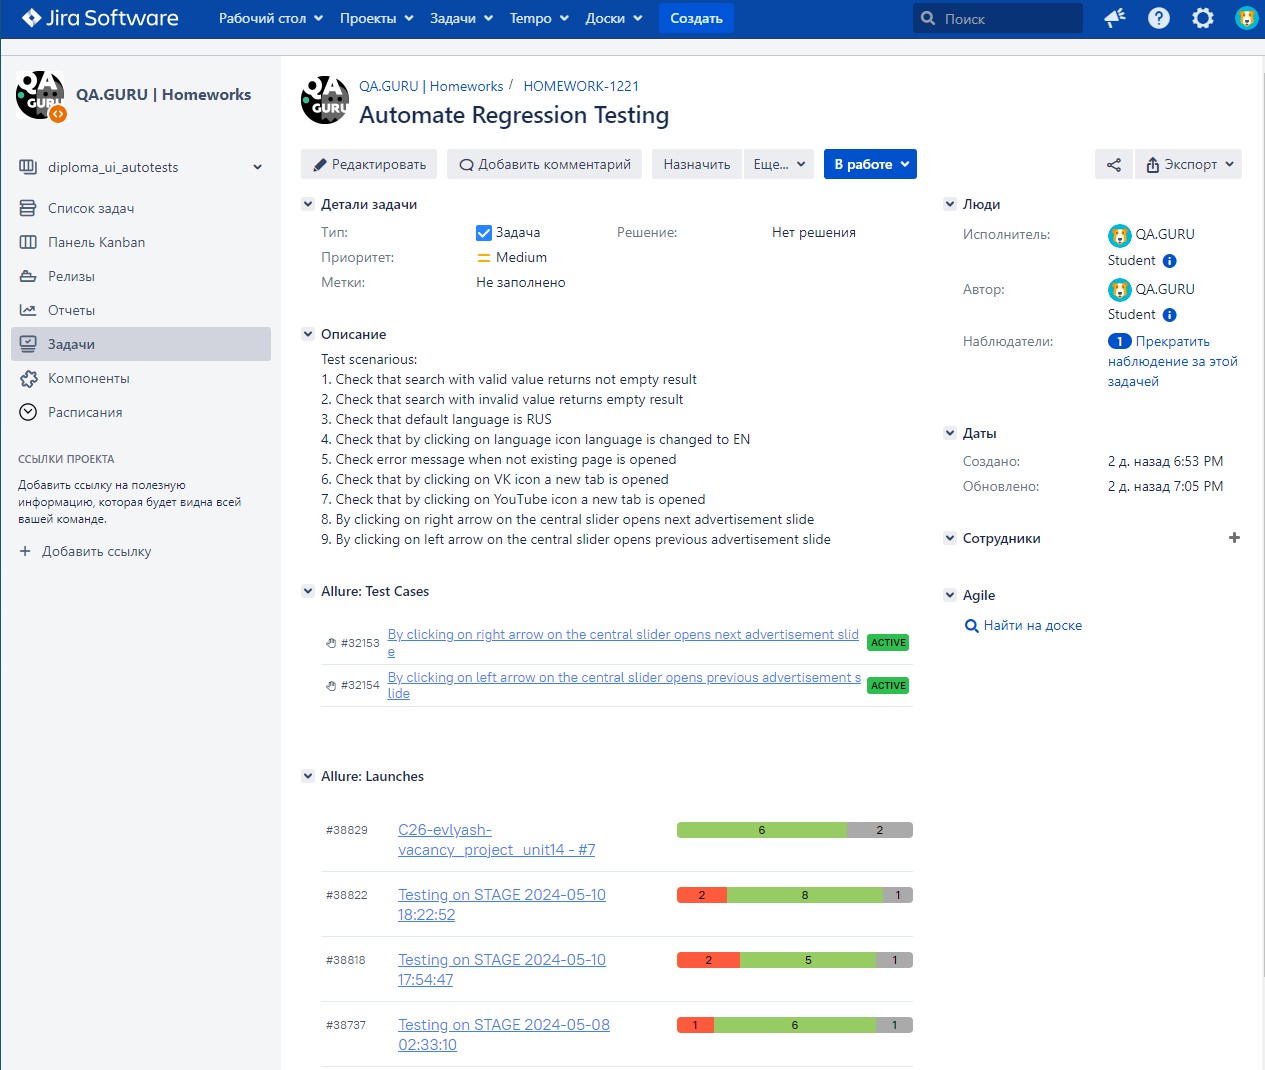 Jira Software
Рабочий стол
Проекты
Задачи
Tempo
Доски
Создать
Поиск
QA GURU
QA.GURU | Homeworks
diploma_ui_autotests
Список задач
Панель Kanban
Релизы
Отчеты
Задачи
Компоненты
Расписания
ССЫЛКИ ПРОЕКТА
Добавить ссылку на полезную
информацию, которая будет видна всей
вашей команде.
+ Добавить ссылку
QA GURU
QA.GURU | Homeworks / HOMEWORK-1221
Automate Regression Testing
Редактировать
Добавить комментарий
Назначить
Еще...
В работе
Экспорт
Детали задачи
Тип: Задача
Решение: Нет решения
Приоритет: Medium
Метки: Не заполнено
Описание
Test scenarious:
1. Check that search with valid value returns not empty result
2. Check that search with invalid value returns empty result
3. Check that default language is RUS
4. Check that by clicking on language icon language is changed to EN
5. Check error message when not existing page is opened
6. Check that by clicking on VK icon a new tab is opened
7. Check that by clicking on YouTube icon a new tab is opened
8. By clicking on right arrow on the central slider opens next advertisement slide
9. By clicking on left arrow on the central slider opens previous advertisement slide
Allure: Test Cases
#32153 By clicking on right arrow on the central slider opens next advertisement slid
e
ACTIVE
#32154 By clicking on left arrow on the central slider opens previous advertisement s
lide
ACTIVE
Allure: Launches
#38829 C26-evlyash-
vacancy_project_unit14 - #7
6 2
#38822 Testing on STAGE 2024-05-10
18:22:52
2 8 1
#38818 Testing on STAGE 2024-05-10
17:54:47
2 5 1
#38737 Testing on STAGE 2024-05-08
02:33:10
1 6 1
Люди
Исполнитель: QA.GURU
Student
Автор: QA.GURU
Student
Наблюдатели: 1 Прекратить
наблюдение за этой
задачей
Даты
Создано: 2 д. назад 6:53 PM
Обновлено: 2 д. назад 7:05 PM
Сотрудники
Agile
Найти на доске